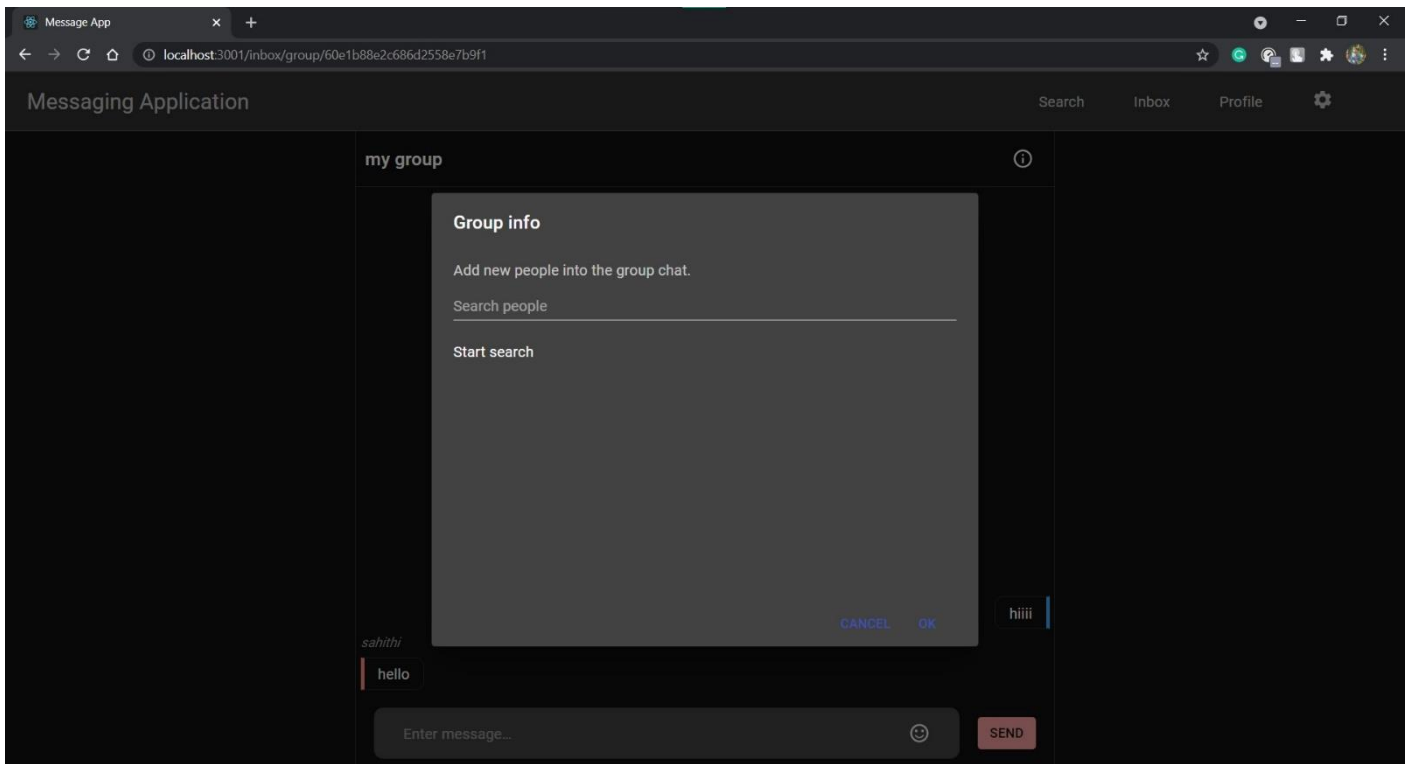 Message App
localhost:3001/inbox/group/60e1b88e2c686d2558e7b9f1
Messaging Application
Search Inbox Profile
my group
Group info
Add new people into the group chat.
Search people
Start search
CANCEL OK
hiiii
sahithi
hello
Enter message...
SEND